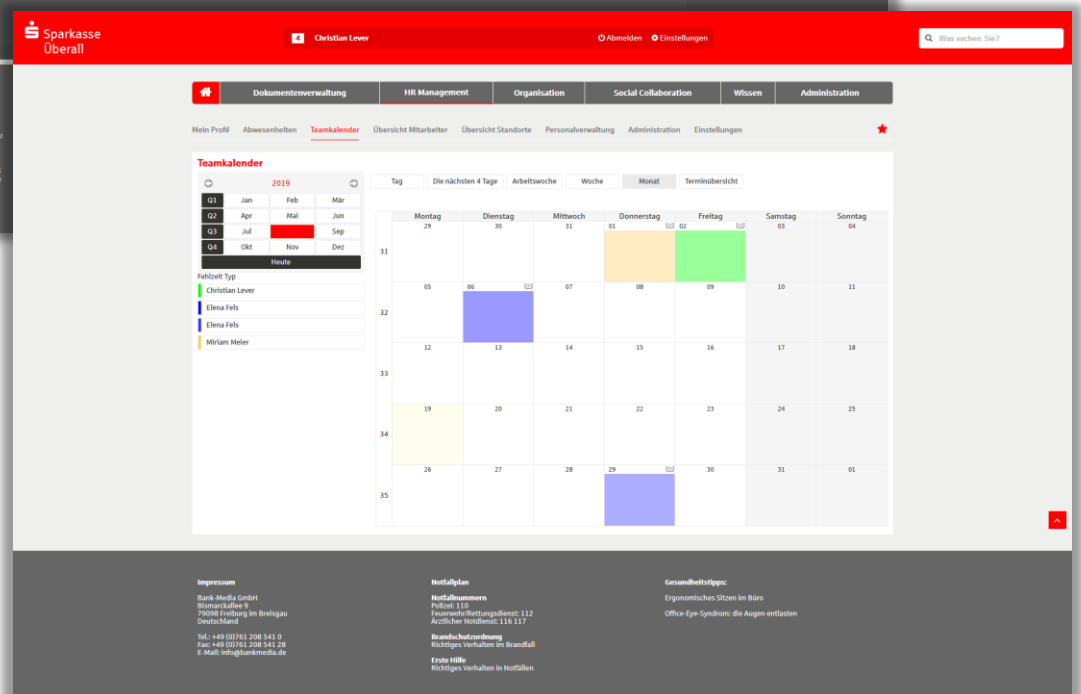 Sparkasse
Überall
4 Christian Lever
Abmelden Einstellungen
Was suchen Sie?
Dokumentenverwaltung HR Management Organisation Social Collaboration Wissen Administration
Mein Profil Abwesenheiten Teamkalender Übersicht Mitarbeiter Übersicht Standorte Personalverwaltung Administration Einstellungen
Teamkalender
2019
Q1 Jan Feb Mär
Q2 Apr Mai Jun
Q3 Jul Sep
Q4 Okt Nov Dez
Heute
Fehlzeit Typ
Christian Lever
Elena Fels
Elena Fels
Miriam Meier
Tag Die nächsten 4 Tage Arbeitswoche Woche Monat Terminübersicht
Montag Dienstag Mittwoch Donnerstag Freitag Samstag Sonntag
29 30 31 01 02 03 04
31
05 06 07 08 09 10 11
32
12 13 14 15 16 17 18
33
19 20 21 22 23 24 25
34
26 27 28 29 30 31 01
35
Impressum
Bank-Media GmbH
Bismarckallee 9
79098 Freiburg im Breisgau
Deutschland
Tel.: +49 (0)761 208 541 0
Fax: +49 (0)761 208 541 28
E-Mail: info@bankmedia.de
Notfallplan
Notfallnummern
Polizei: 110
Feuerwehr/Rettungsdienst: 112
Ärztlicher Notdienst: 116 117
Brandschutzordnung
Richtiges Verhalten im Brandfall
Erste Hilfe
Richtiges Verhalten in Notfällen
Gesundheitstipps:
Ergonomisches Sitzen im Büro
Office-Eye-Syndrom: die Augen entlasten